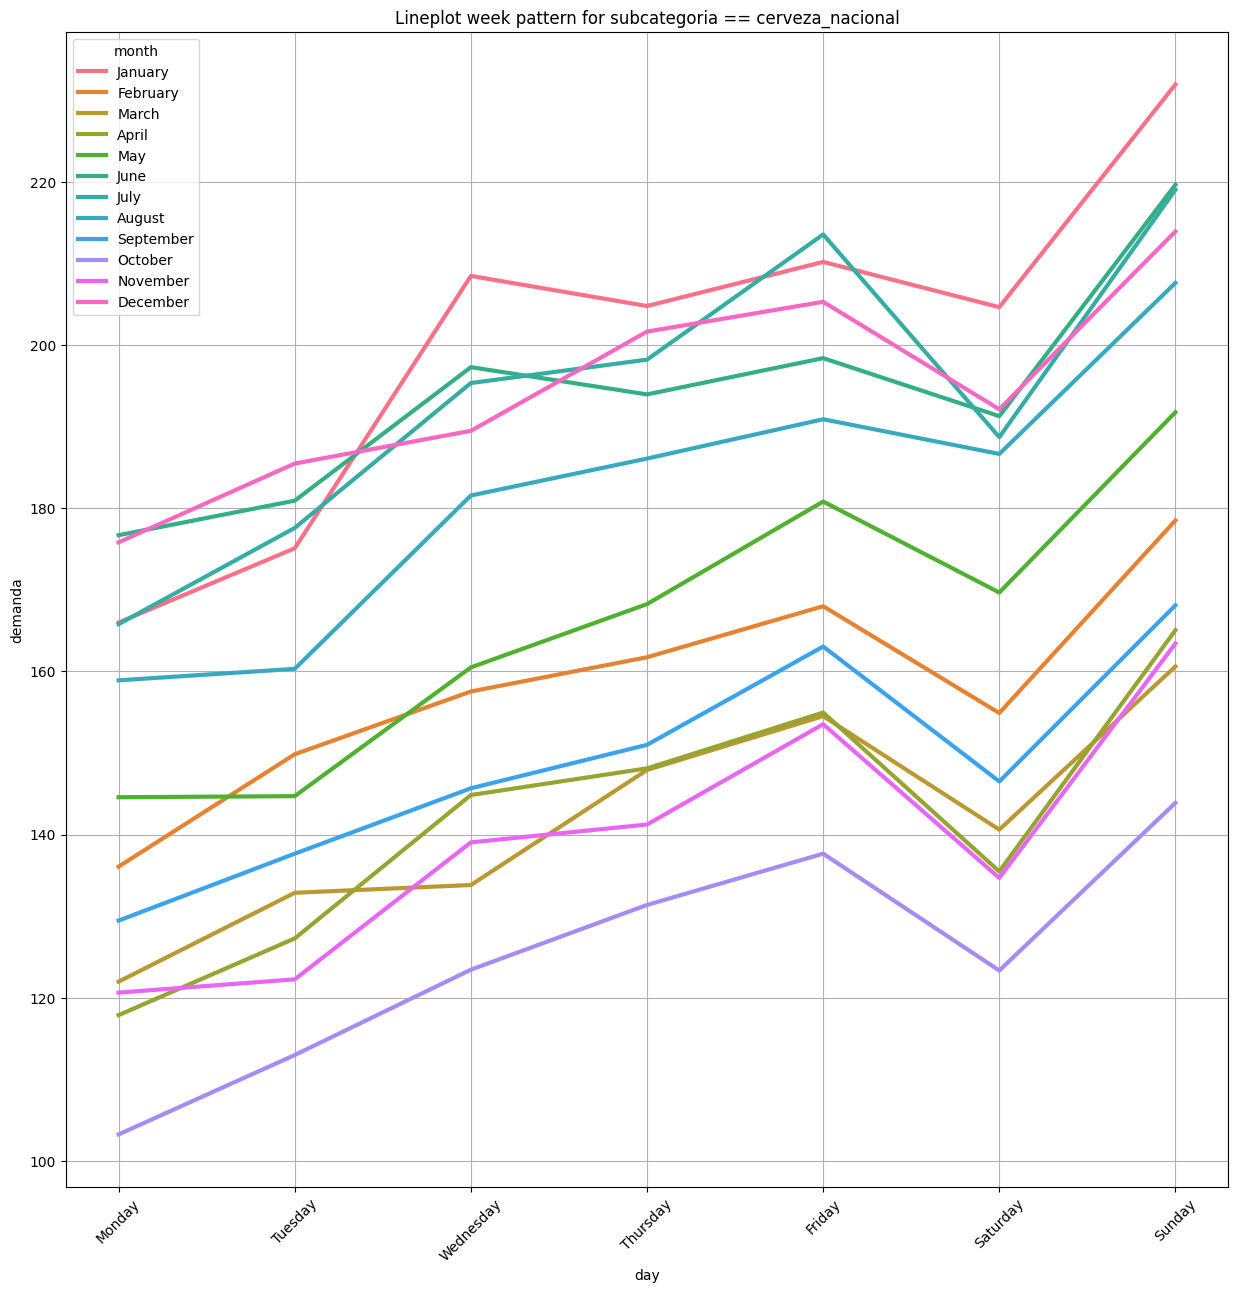 Lineplot week pattern for subcategoria == cerveza_nacional
month
January
February
March
April
May
June
July
August
September
October
November
December
demanda
220
200
180
160
140
120
100
Monday
Tuesday
Wednesday
Thursday
Friday
Saturday
Sunday
day